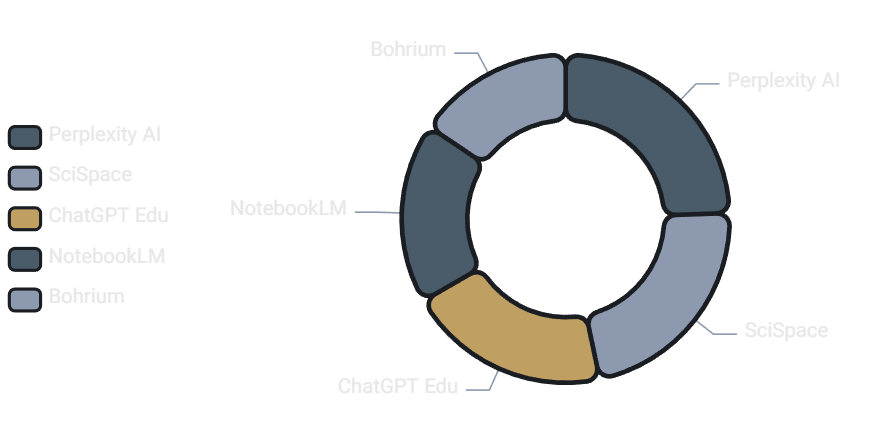 Perplexity AI
SciSpace
ChatGPT Edu
NotebookLM
Bohrium
Bohrium
Perplexity AI
NotebookLM
SciSpace
ChatGPT Edu